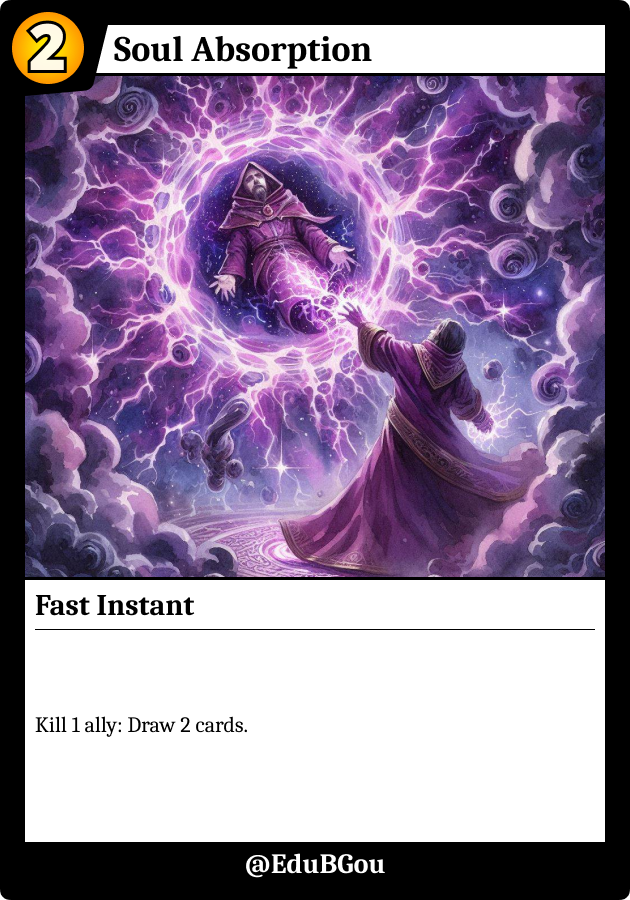 2
Soul Absorption
Fast Instant
Kill 1 ally: Draw 2 cards.
@EduBGou